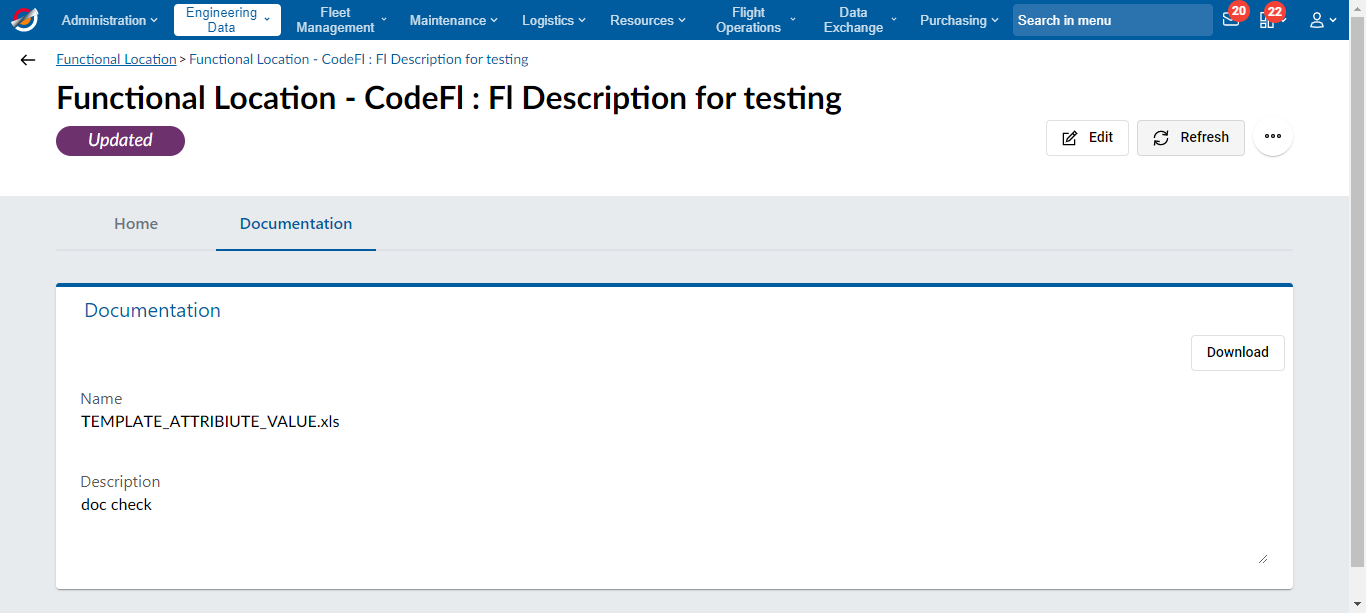 Administration
Engineering
Data
Fleet
Management
Maintenance
Logistics
Resources
Flight
Operations
Data
Exchange
Purchasing
Search in menu
20
22
Functional Location > Functional Location - CodeFl : Fl Description for testing
Functional Location - CodeFl : Fl Description for testing
Updated
Edit
Refresh
Home
Documentation
Documentation
Download
Name
TEMPLATE_ATTRIBIUTE_VALUE.xls
Description
doc check